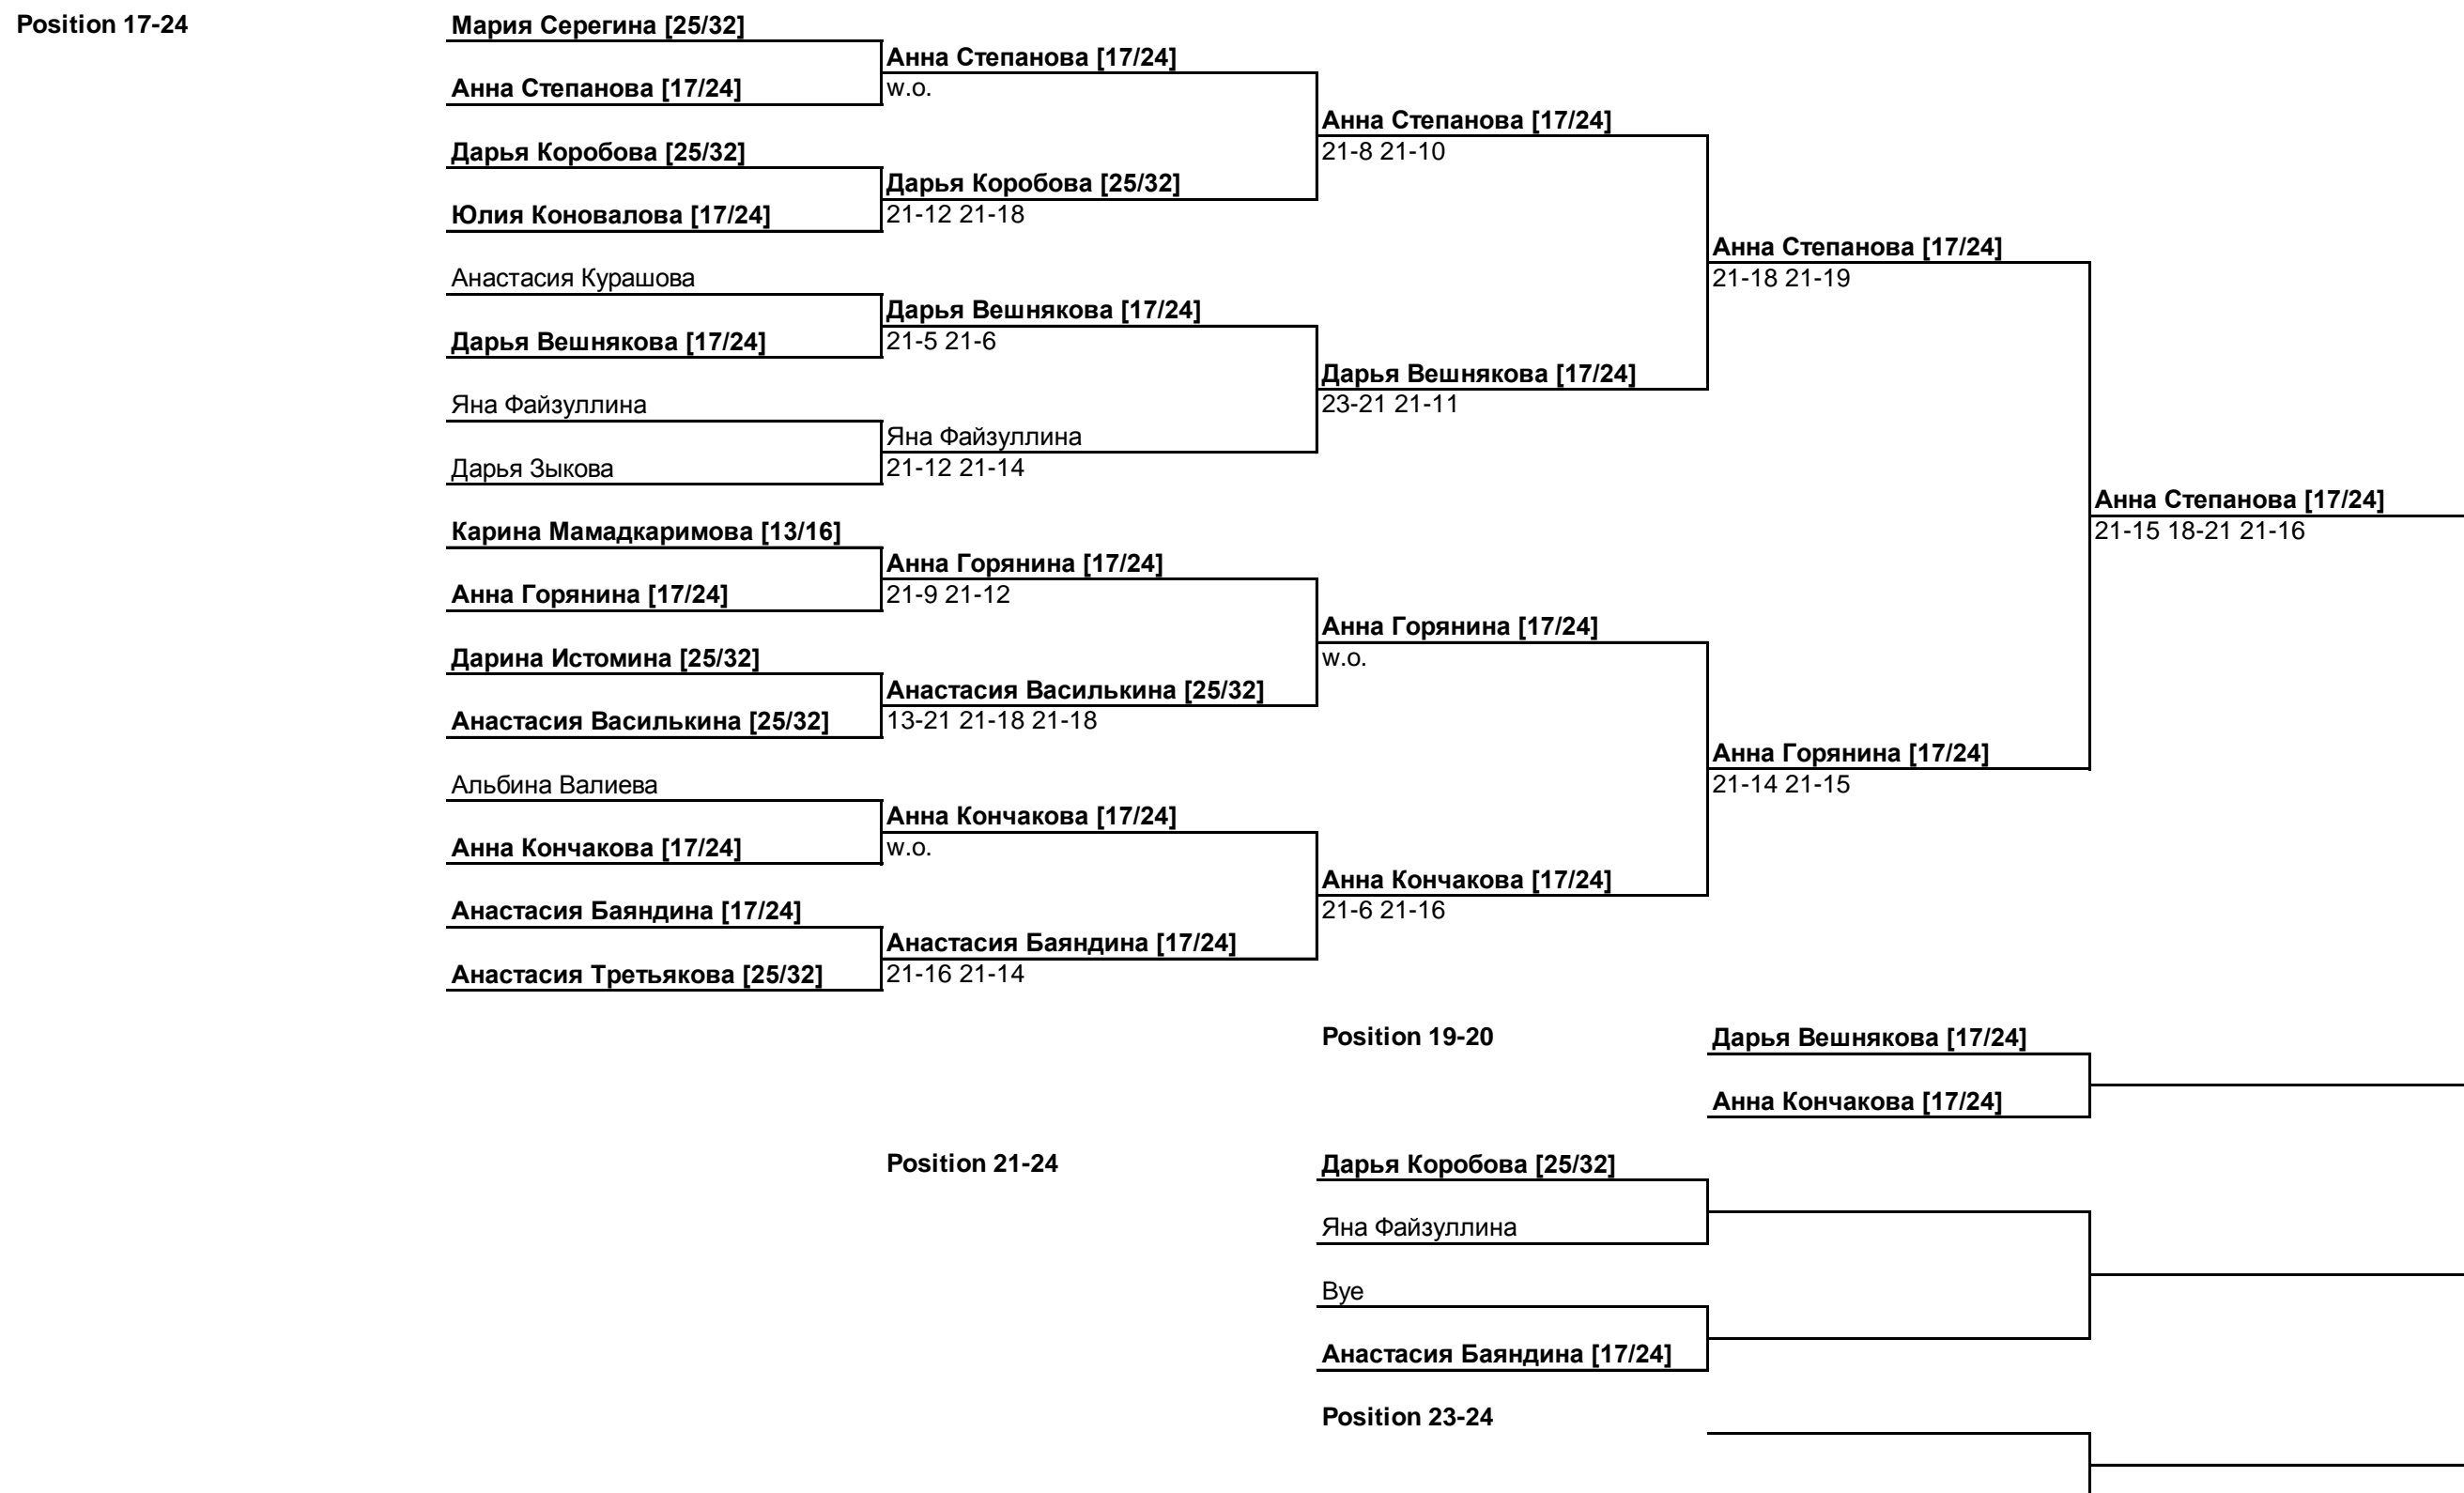 Position 17-24
Мария Серегина [25/32]
Анна Степанова [17/24]
Анна Степанова [17/24]
w.o.
Анна Степанова [17/24]
21-8 21-10
Дарья Коробова [25/32]
Дарья Коробова [25/32]
Юлия Коновалова [17/24]
21-12 21-18
Анна Степанова [17/24]
21-18 21-19
Анастасия Курашова
Дарья Вешнякова [17/24]
Дарья Вешнякова [17/24]
21-5 21-6
Дарья Вешнякова [17/24]
23-21 21-11
Яна Файзуллина
Яна Файзуллина
Дарья Зыкова
21-12 21-14
Анна Степанова [17/24]
21-15 18-21 21-16
Карина Мамадкаримова [13/16]
Анна Горянина [17/24]
Анна Горянина [17/24]
21-9 21-12
Анна Горянина [17/24]
w.o.
Дарина Истомина [25/32]
Анастасия Василькина [25/32]
Анастасия Василькина [25/32]
13-21 21-18 21-18
Анна Горянина [17/24]
21-14 21-15
Альбина Валиева
Анна Кончакова [17/24]
Анна Кончакова [17/24]
w.o.
Анна Кончакова [17/24]
21-6 21-16
Анастасия Баяндина [17/24]
Анастасия Баяндина [17/24]
Анастасия Третьякова [25/32]
21-16 21-14
Position 19-20
Дарья Вешнякова [17/24]
Анна Кончакова [17/24]
Position 21-24
Дарья Коробова [25/32]
Яна Файзуллина
Bye
Анастасия Баяндина [17/24]
Position 23-24